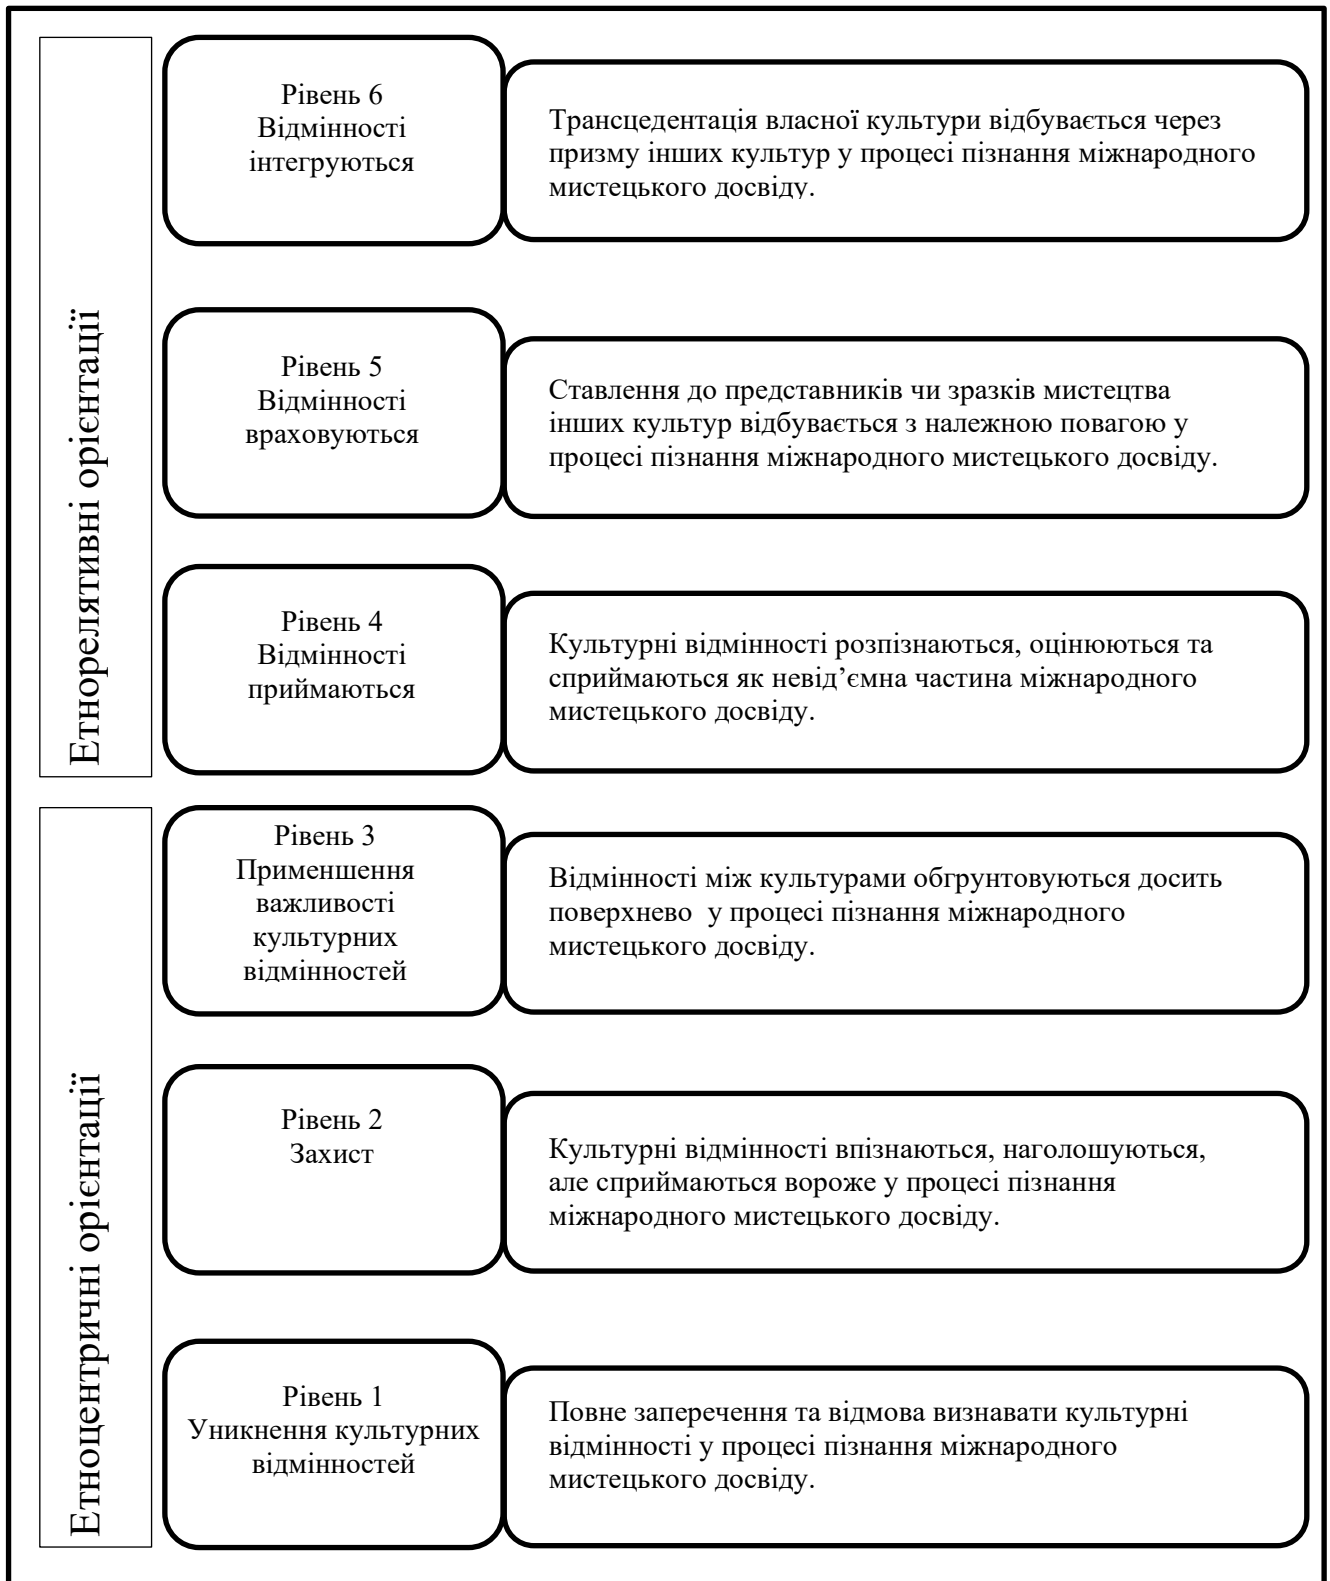 Етнорелятивні орієнтації
Рівень 6
Відмінності
інтегруються
Трансцедентація власної культури відбувається через
призму інших культур у процесі пізнання міжнародного
мистецького досвіду.
Рівень 5
Відмінності
враховуються
Ставлення до представників чи зразків мистецтва
інших культур відбувається з належною повагою у
процесі пізнання міжнародного мистецького досвіду.
Рівень 4
Відмінності
приймаються
Культурні відмінності розпізнаються, оцінюються та
сприймаються як невід’ємна частина міжнародного
мистецького досвіду.
Етноцентричні орієнтації
Рівень 3
Применшення
важливості
культурних
відмінностей
Відмінності між культурами обгрунтовуються досить
поверхнево у процесі пізнання міжнародного
мистецького досвіду.
Рівень 2
Захист
Культурні відмінності впізнаються, наголошуються,
але сприймаються вороже у процесі пізнання
міжнародного мистецького досвіду.
Рівень 1
Уникнення культурних
відмінностей
Повне заперечення та відмова визнавати культурні
відмінності у процесі пізнання міжнародного
мистецького досвіду.